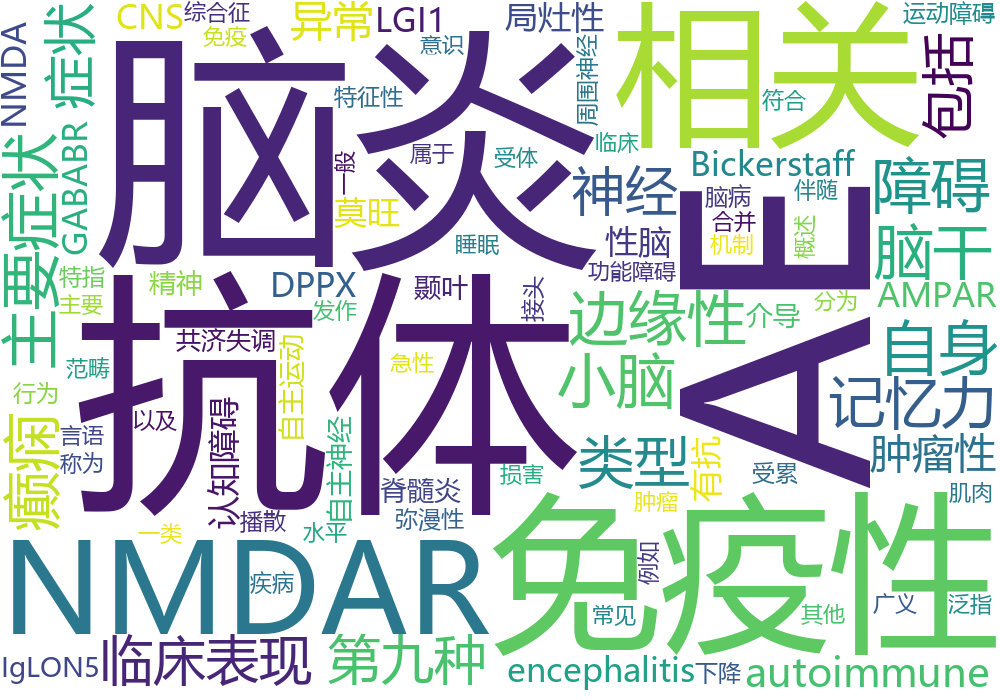 脑炎
抗体
AE
相关
免疫性
NMDAR
CNS
综合征
免疫
异常
LGI1
意识
局灶性
运动障碍
NMDA
症状
特征性
周围神经
符合
包括
GABABR
主要症状
一般
属于
受体
临床
Bickerstaff
障碍
莫旺
神经
脑病
伴随
合并
睡眠
性脑
机制
概述
脑干
特指
主要
精神
DPPX
颞叶
接头
功能障碍
AMPAR
发作
边缘性
介导
分为
范畴
共济失调
自主运动
急性
小脑
自身
行为
癫痫
言语
称为
以及
认知障碍
自主神经
脊髓炎
损害
类型
有抗
受累
记忆力
肿瘤性
肌肉
一类
播散
水平
弥漫性
肿瘤
疾病
例如
常见
其他
广义
泛指
IgLON5
临床表现
第九种
encephalitis
下降
autoimmune